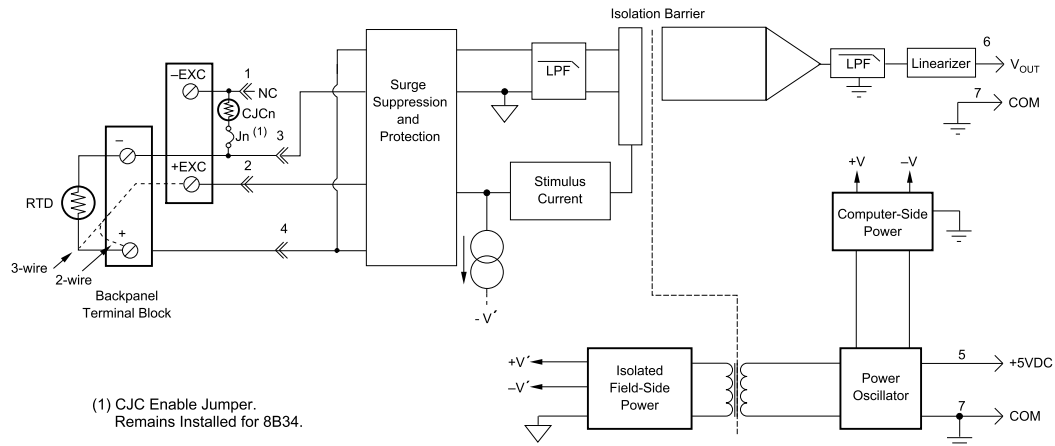 Isolation Barrier
–EXC
1
NC
CJCn
Jn (1)
3
–
+EXC
2
RTD
+
4
3-wire
2-wire
Backpanel
Terminal Block
Surge
Suppression
and
Protection
LPF
Stimulus
Current
- V´
LPF
Linearizer
6
VOUT
7
COM
+V
–V
Computer-Side
Power
+V´
–V´
Isolated
Field-Side
Power
Power
Oscillator
5
+5VDC
7
COM
(1) CJC Enable Jumper.
Remains Installed for 8B34.